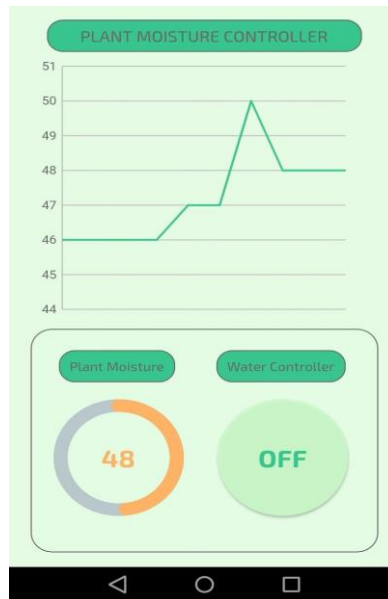 PLANT MOISTURE CONTROLLER
51
50
49
48
47
46
45
44
Plant Moisture
Water Controller
48
OFF